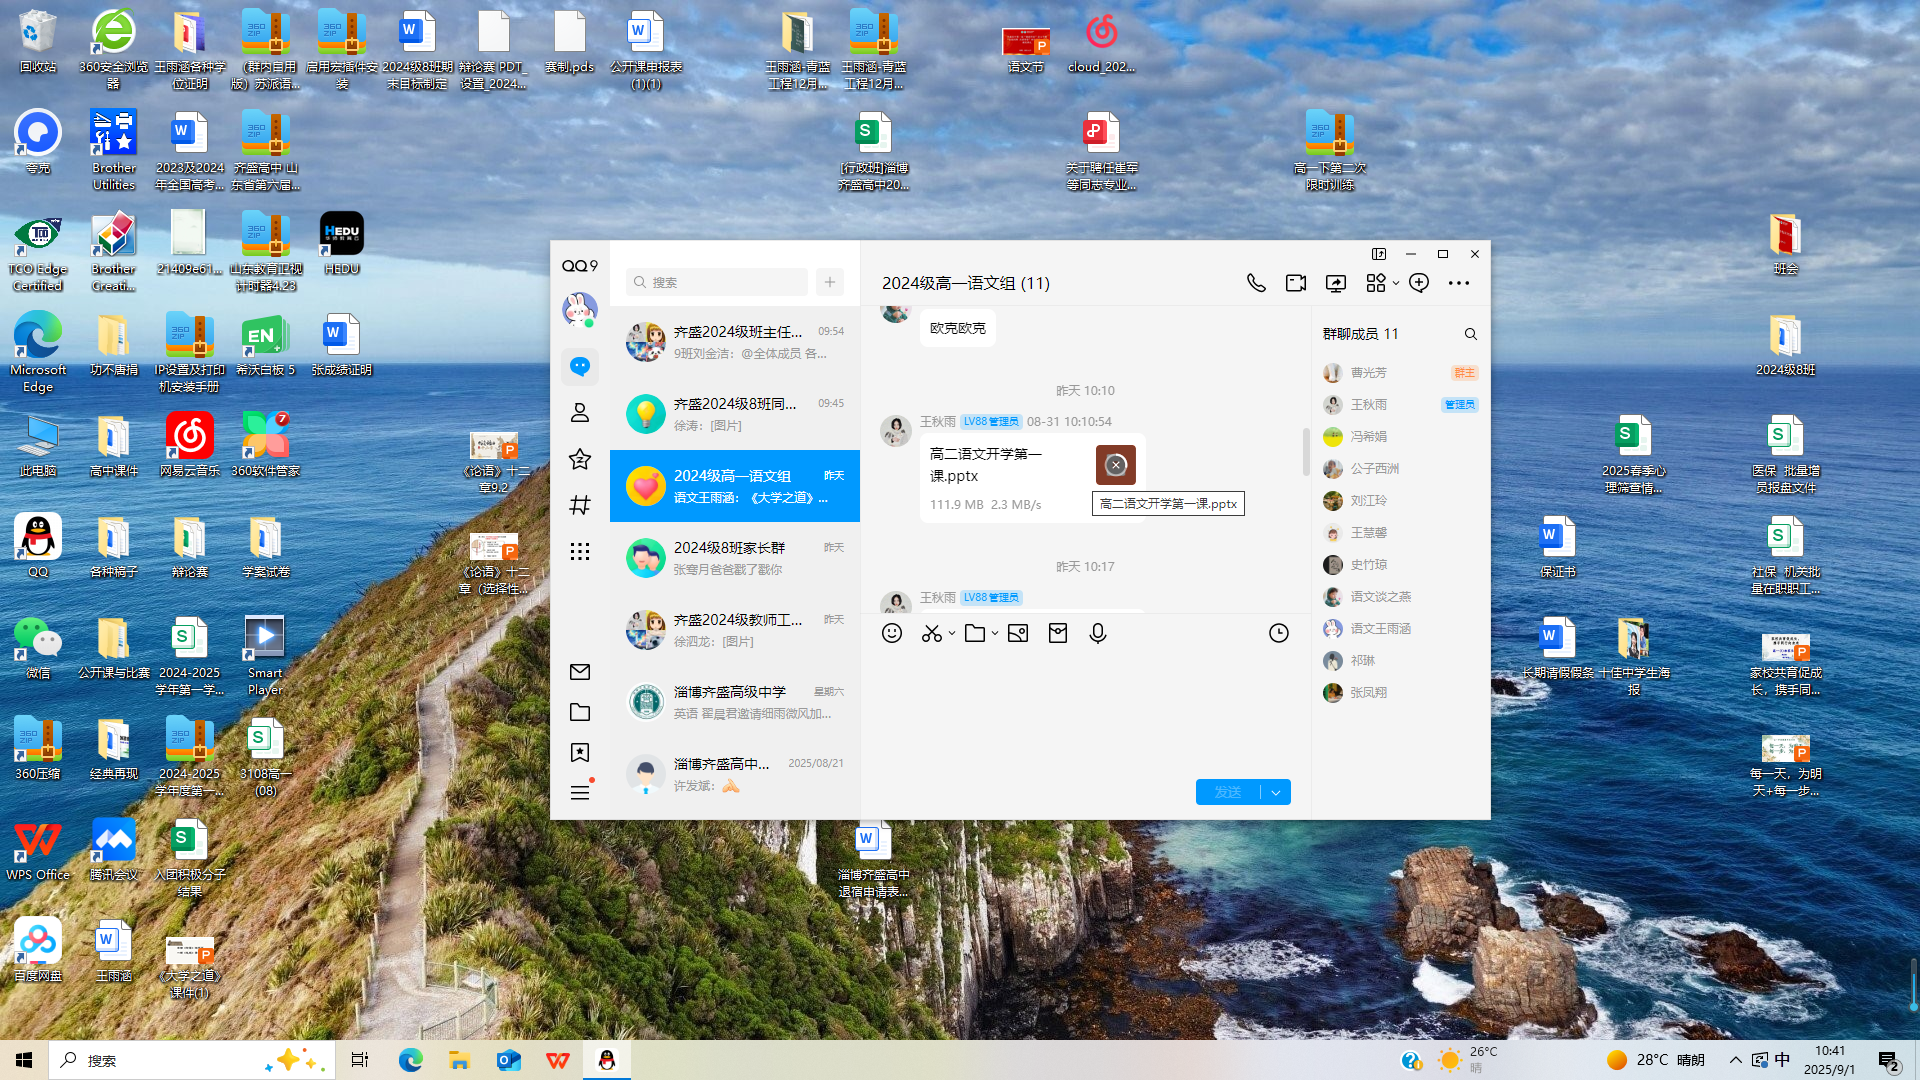 回收站
360安全浏览
器
王雨涵各种学
位证明
(群内自用
版）苏派语...
启用宏插件安
装
2024级8班期
末目标制定
辩论赛 PDT_
设置_2024...
赛制.pds
公开课申报表
(1)(1)
王雨涵-青蓝
工程12月...
王雨涵-青蓝
工程12月...
语文节
cloud_202...
夸克
Brother
Utilities
2023及2024
年全国高考...
齐盛高中 山
东省第六届...
[行政班]淄博
齐盛高中20...
关于聘任崔军
等同志专业...
高一下第二次
限时训练
TCO Edge
Certified
Brother
Creati...
21409e61...
山东教育卫视
计时器4.23
HEDU
班会
Microsoft
Edge
功不唐捐
IP设置及打印
机安装手册
希沃白板 5
张成绩证明
2024级8班
此电脑
高中课件
网易云音乐
360软件管家
《论语》十二
章9.2
2025春季心
理筛查情...
医保_批量增
员报盘文件
QQ
各种稿子
辩论赛
学案试卷
《论语》十二
章（选择性...
保证书
社保_机关批
量在职职工...
微信
公开课与比赛
2024-2025
学年第一学...
Smart
Player
长期请假假条
十佳中学生海
报
家校共育促成
长，携手同...
360压缩
经典再现
2024-2025
学年度第一...
3108高一
(08)
每一天，为明
天+每一步...
WPS Office
腾讯会议
入团积极分子
结果
淄博齐盛高中
退宿申请表...
百度网盘
王雨涵
《大学之道》
课件(1)
QQ9
搜索
齐盛2024级班主任... 09:54
9班刘金洁：@全体成员 各...
齐盛2024级8班同... 09:45
徐涛：[图片]
2024级高一语文组 昨天
语文王雨涵：《大学之道》...
2024级8班家长群 昨天
张骞月爸爸戳了戳你
齐盛2024级教师工... 昨天
徐泗龙：[图片]
淄博齐盛高级中学 星期六
英语 翟晨君邀请细雨微风加...
淄博齐盛高中... 2025/08/21
许发斌：
2024级高一语文组 (11)
欧克欧克
昨天 10:10
王秋雨 LV88 管理员 08-31 10:10:54
高二语文开学第一
课.pptx
111.9 MB 2.3 MB/s
高二语文开学第一课.pptx
昨天 10:17
王秋雨 LV88 管理员
发送
群聊成员 11
曹光芳 群主
王秋雨 管理员
冯希娟
公子西洲
刘江玲
王慧馨
史竹琼
语文谈之燕
语文王雨涵
祁琳
张凤翔
搜索
26°C
晴
28°C 晴朗
中
10:41
2025/9/1
2